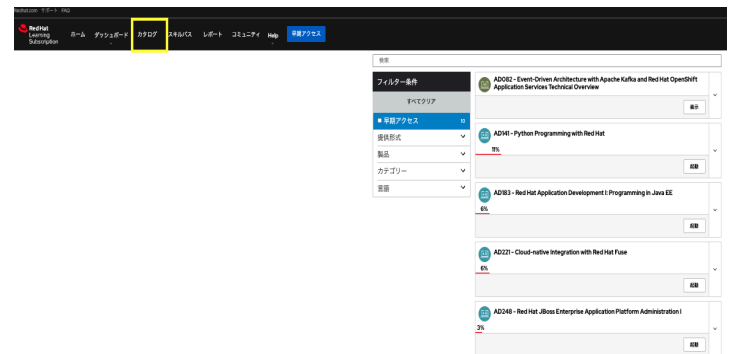 Redhat.com サポート FAQ
Red Hat
Learning
Subscription
ホーム ダッシュボード カタログ スキルパス レポート コミュニティ Help 早期アクセス
検索
フィルター条件
すべてクリア
早期アクセス 10
提供形式
製品
カテゴリー
言語
AD082 - Event-Driven Architecture with Apache Kafka and Red Hat OpenShift
Application Services Technical Overview
表示
AD141 - Python Programming with Red Hat
11%
起動
AD183 - Red Hat Application Development I: Programming in Java EE
6%
起動
AD221 - Cloud-native Integration with Red Hat Fuse
6%
起動
AD248 - Red Hat JBoss Enterprise Application Platform Administration I
3%
起動